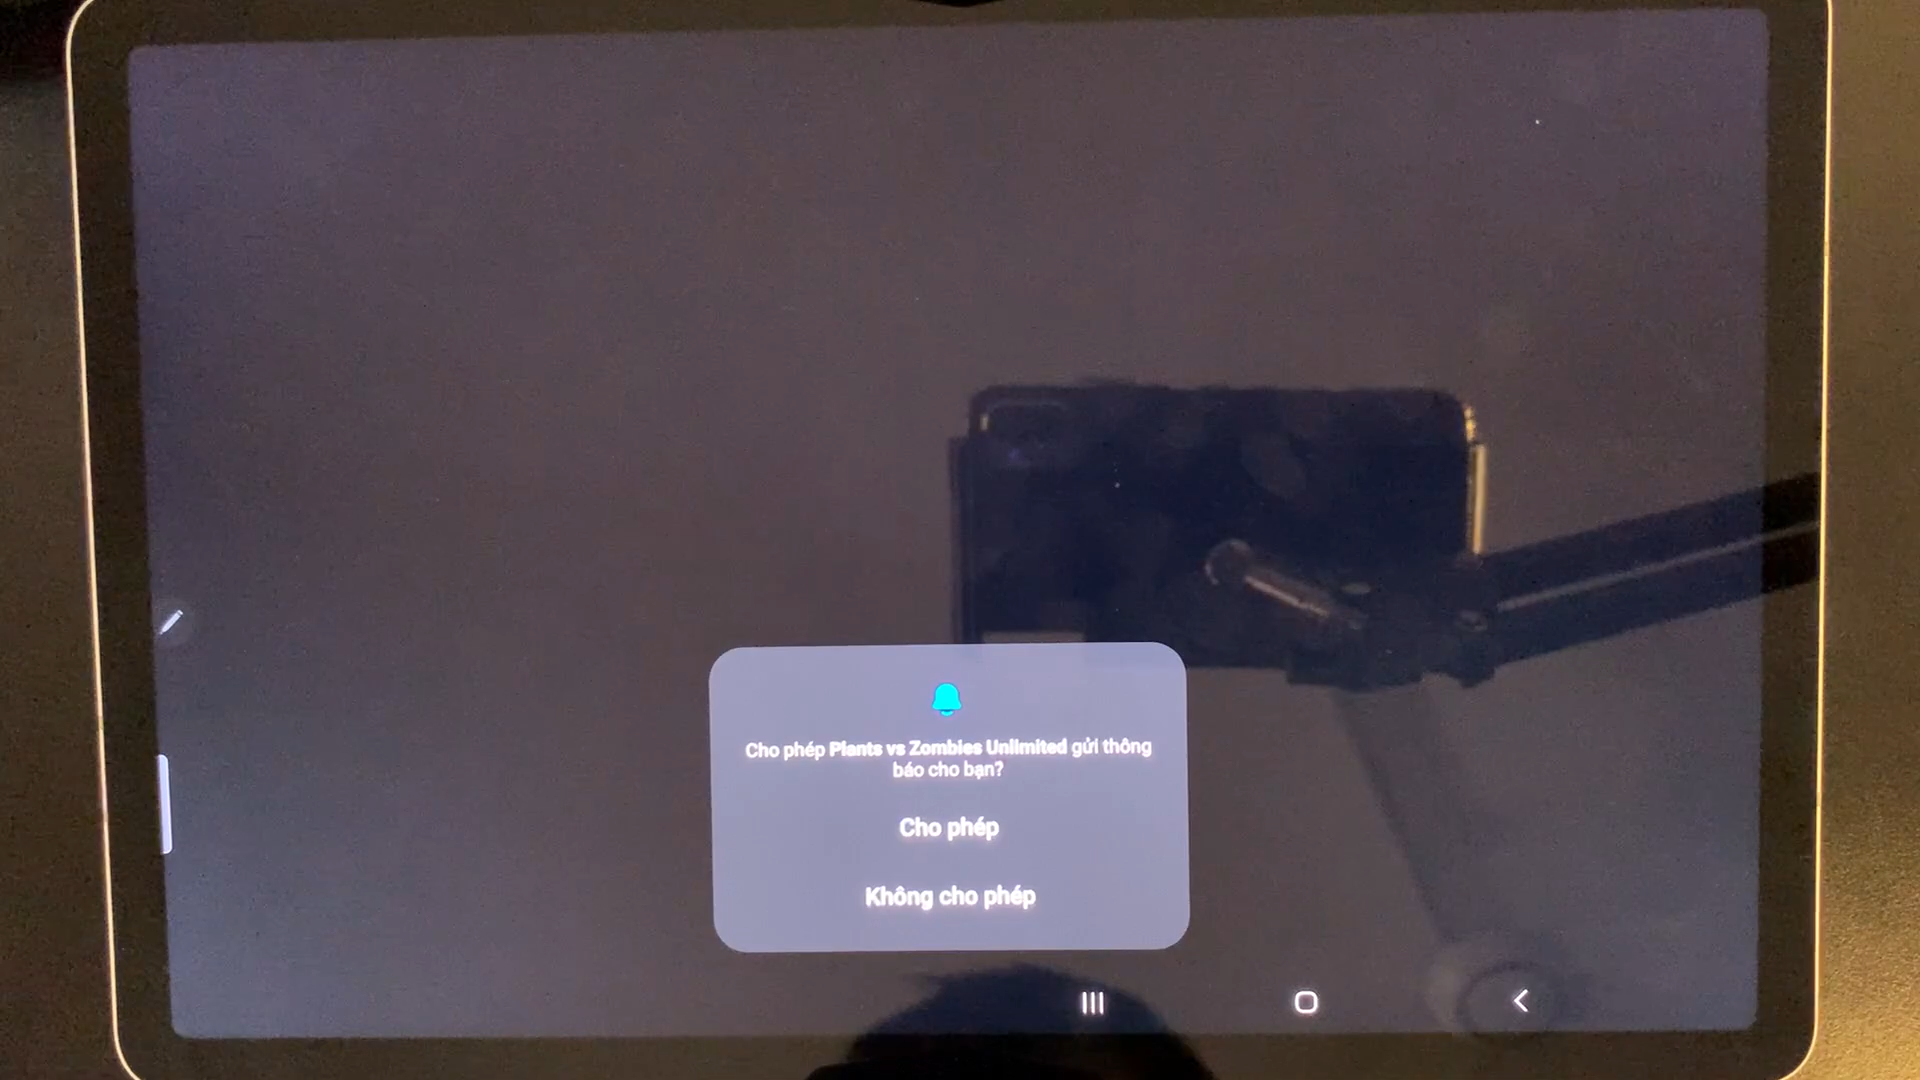 Cho phép Plants vs Zombies Unlimited gửi thông
báo cho bạn?
Cho phép
Không cho phép